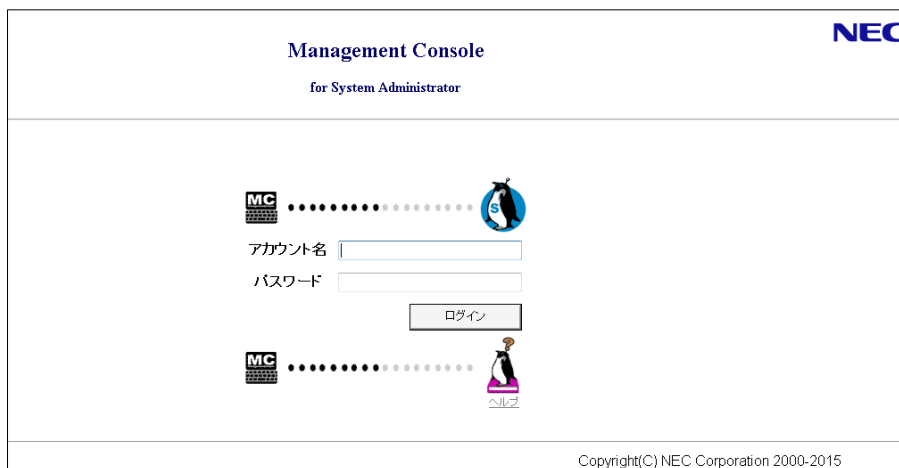 NEC
Management Console
for System Administrator
MC
S
アカウント名
パスワード
ログイン
MC
?
ヘルプ
Copyright(C) NEC Corporation 2000-2015